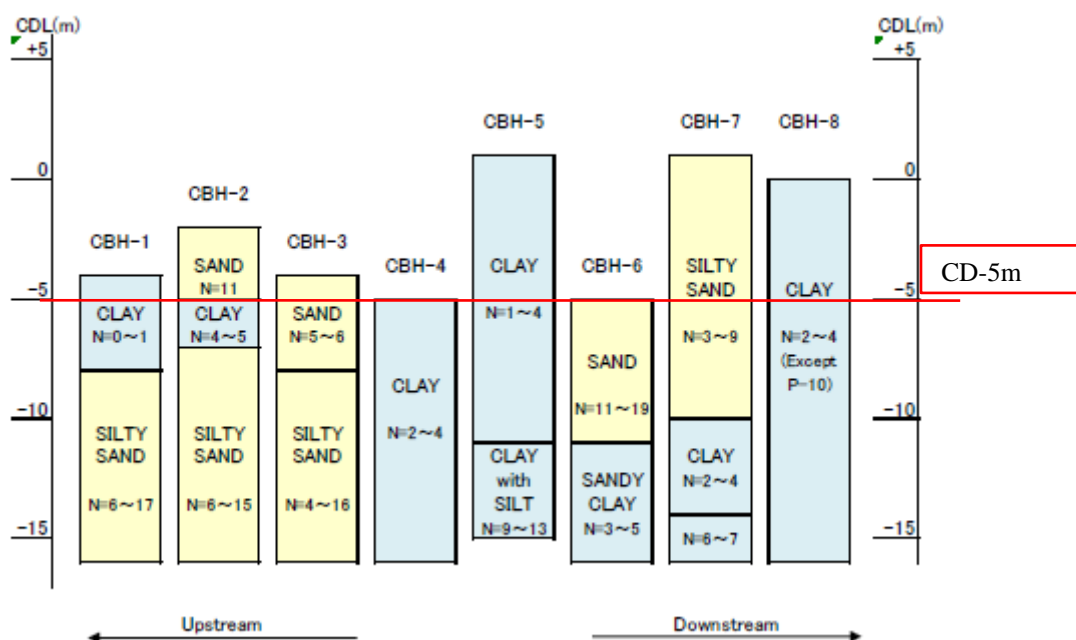 CDL(m)
+5
0
-5
-10
-15
CBH-1
CLAY
N=0~1
SILTY
SAND
N=6~17
CBH-2
SAND
N=11
CLAY
N=4~5
SILTY
SAND
N=6~15
CBH-3
SAND
N=5~6
SILTY
SAND
N=4~16
CBH-4
CLAY
N=2~4
CBH-5
CLAY
N=1~4
CLAY
with
SILT
N=9~13
CBH-6
SAND
N=11~19
SANDY
CLAY
N=3~5
CBH-7
SILTY
SAND
N=3~9
CLAY
N=2~4
N=6~7
CBH-8
CLAY
N=2~4
(Except
P-10)
CDL(m)
+5
0
-5
-10
-15
CD-5m
Upstream
Downstream